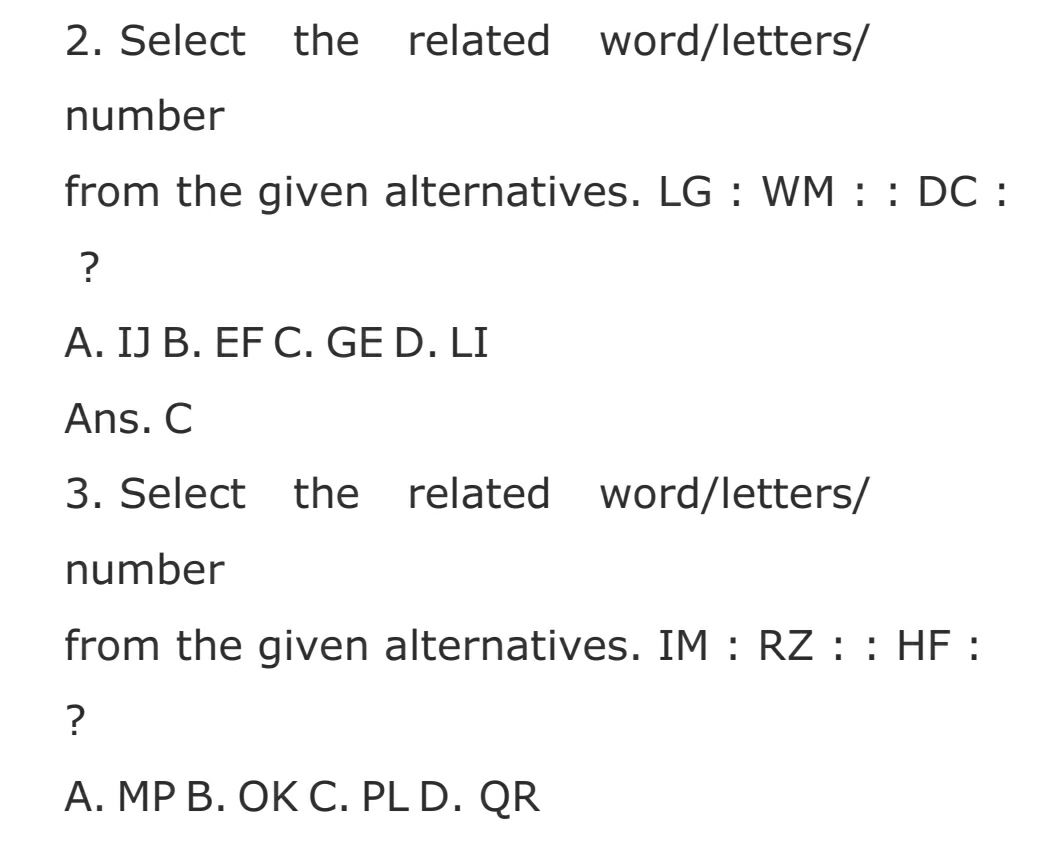 2. Select the related word/letters/
number
from the given alternatives. LG : WM : : DC :
?
A. IJ B. EF C. GE D. LI
Ans. C
3. Select the related word/letters/
number
from the given alternatives. IM : RZ : : HF :
?
A. MP B. OK C. PL D. QR